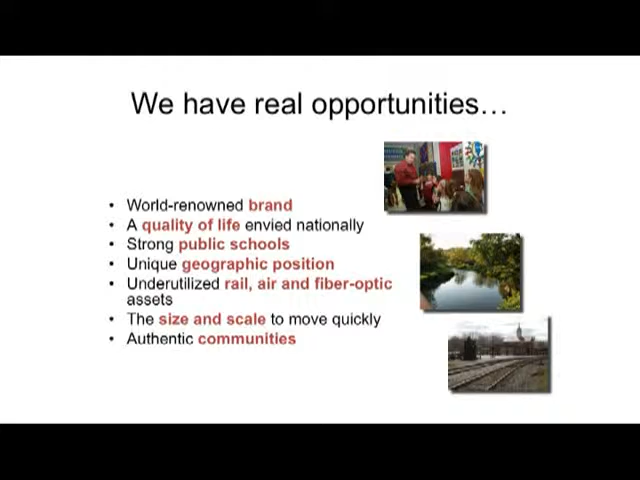 We have real opportunities…
• World-renowned brand
• A quality of life envied nationally
• Strong public schools
• Unique geographic position
• Underutilized rail, air and fiber-optic
assets
• The size and scale to move quickly
• Authentic communities